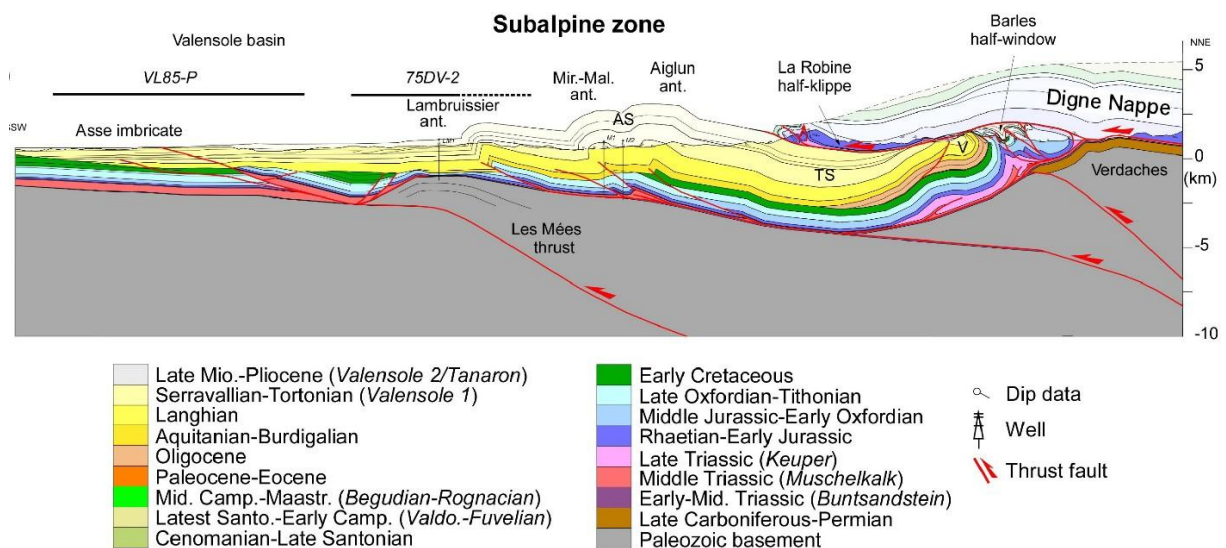 Subalpine zone
Valensole basin
Barles
half-window
NNE
VL85-P
75DV-2
Mir.-Mal.
ant.
Aiglun
ant.
La Robine
half-klippe
5
Lambruissier
ant.
Digne Nappe
SSW
Asse imbricate
AS
LM1
M1
M2
V
0
TS
Verdaches
(km)
Les Mées
thrust
-5
-10
Late Mio.-Pliocene (Valensole 2/Tanaron)
Serravallian-Tortonian (Valensole 1)
Langhian
Aquitanian-Burdigalian
Oligocene
Paleocene-Eocene
Mid. Camp.-Maastr. (Begudian-Rognacian)
Latest Santo.-Early Camp. (Valdo.-Fuvelian)
Cenomanian-Late Santonian
Early Cretaceous
Late Oxfordian-Tithonian
Middle Jurassic-Early Oxfordian
Rhaetian-Early Jurassic
Late Triassic (Keuper)
Middle Triassic (Muschelkalk)
Early-Mid. Triassic (Buntsandstein)
Late Carboniferous-Permian
Paleozoic basement
Dip data
Well
Thrust fault